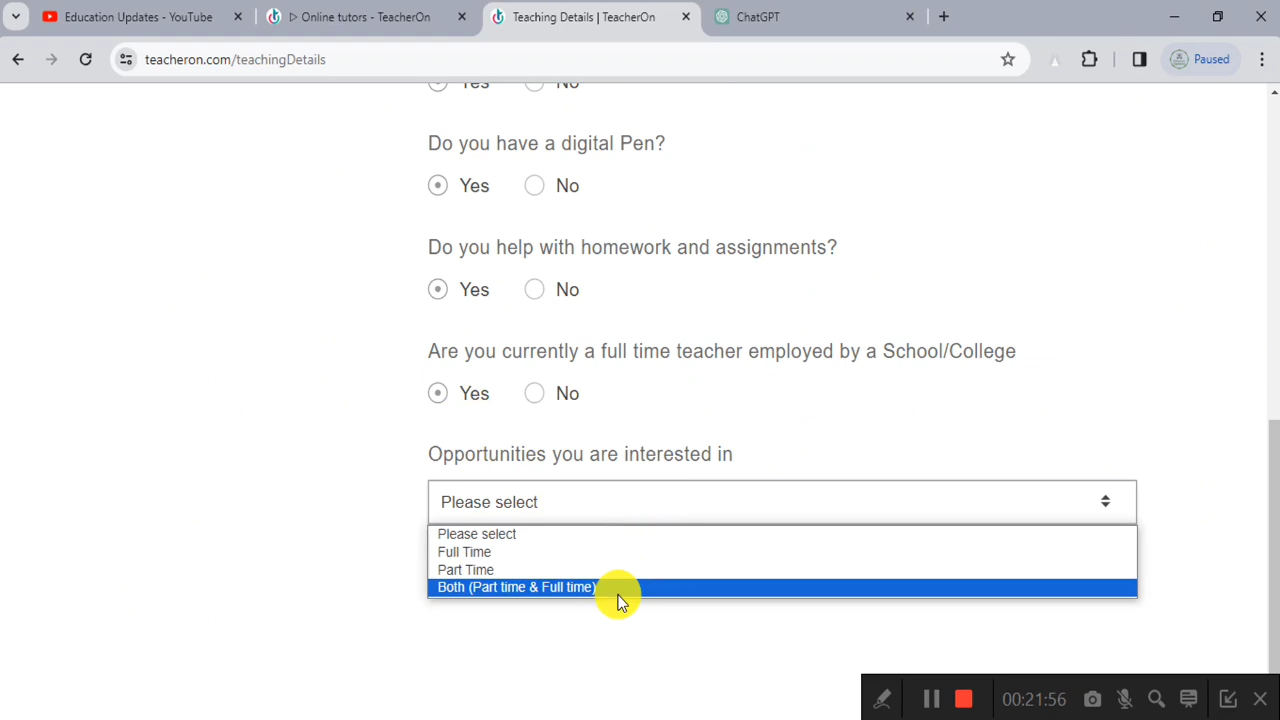 Education Updates - YouTube
Online tutors - TeacherOn
Teaching Details | TeacherOn
ChatGPT
teacheron.com/teachingDetails
Paused
Yes No
Do you have a digital Pen?
Yes No
Do you help with homework and assignments?
Yes No
Are you currently a full time teacher employed by a School/College
Yes No
Opportunities you are interested in
Please select
Please select
Full Time
Part Time
Both (Part time & Full time)
00:21:56